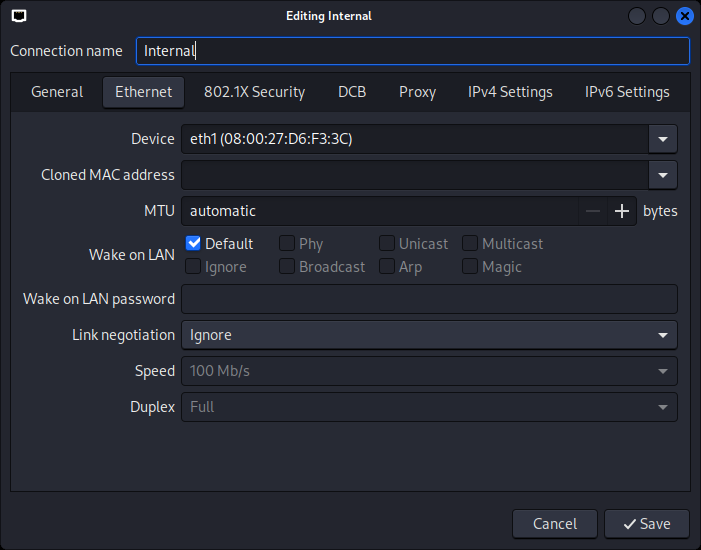 Editing Internal
Connection name Internal
General Ethernet 802.1X Security DCB Proxy IPv4 Settings IPv6 Settings
Device eth1 (08:00:27:D6:F3:3C)
Cloned MAC address
MTU automatic bytes
Wake on LAN
Default Phy Unicast Multicast
Ignore Broadcast Arp Magic
Wake on LAN password
Link negotiation Ignore
Speed 100 Mb/s
Duplex Full
Cancel Save